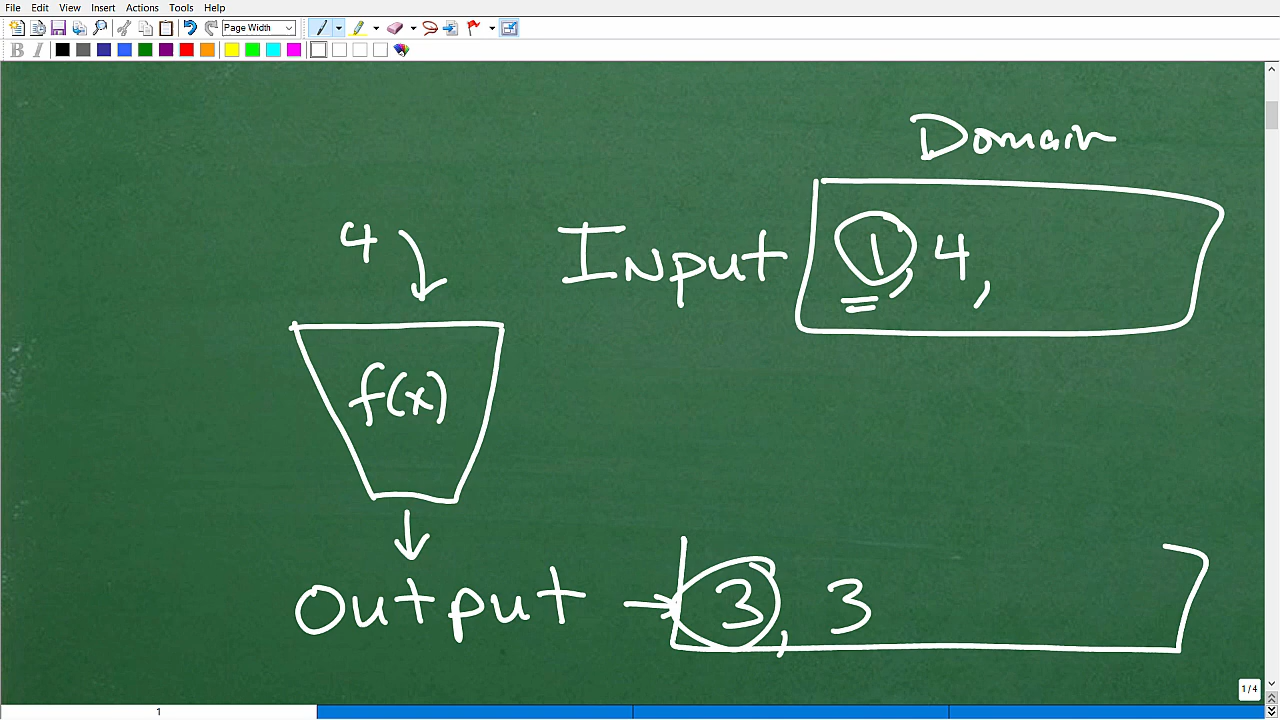 File Edit View Insert Actions Tools Help
Page Width
B I
Domain
4
Input 1, 4,
f(x)
Output → 3, 3
1/4
1